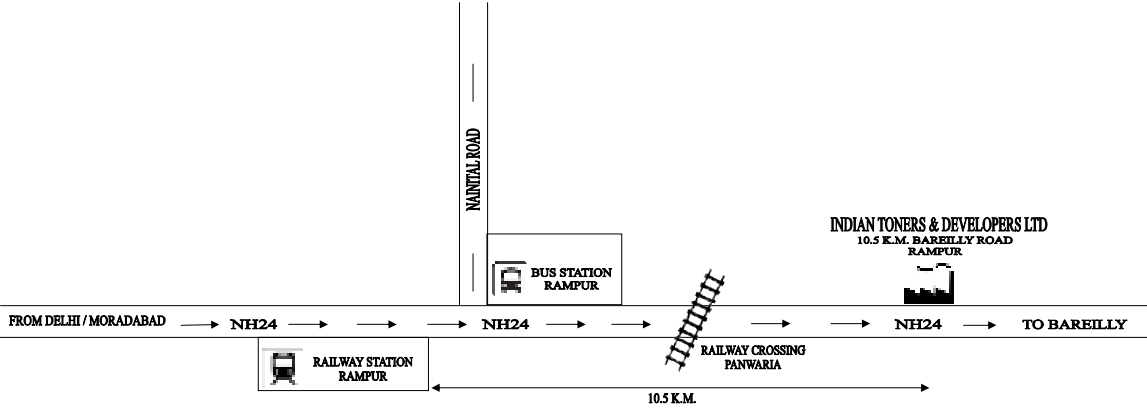 NAINITAL ROAD
INDIAN TONERS & DEVELOPERS LTD
10.5 K.M. BAREILLY ROAD
RAMPUR
BUS STATION
RAMPUR
FROM DELHI / MORADABAD
NH24
NH24
NH24
TO BAREILLY
RAILWAY CROSSING
PANWARIA
RAILWAY STATION
RAMPUR
10.5 K.M.